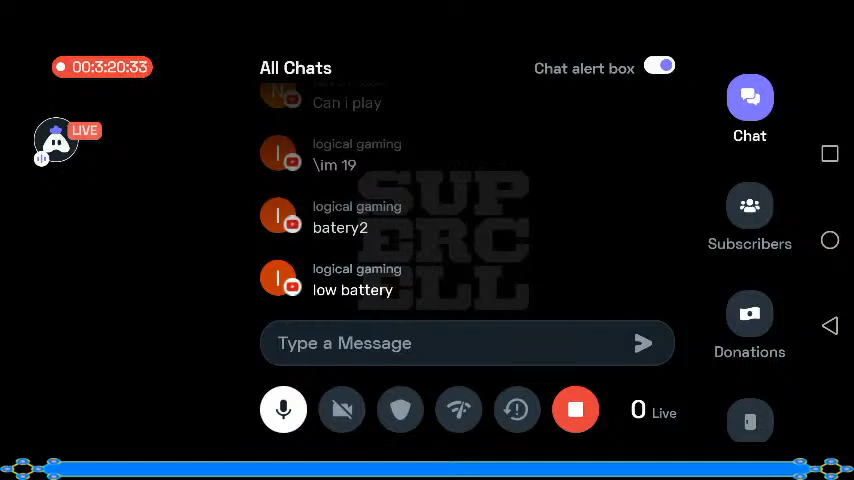 00:3:20:33
All Chats
Chat alert box
LIVE
Can i play
logical gaming
\im 19
logical gaming
batery2
logical gaming
low battery
SUP
ERC
ELL
Type a Message
0 Live
Chat
Subscribers
Donations